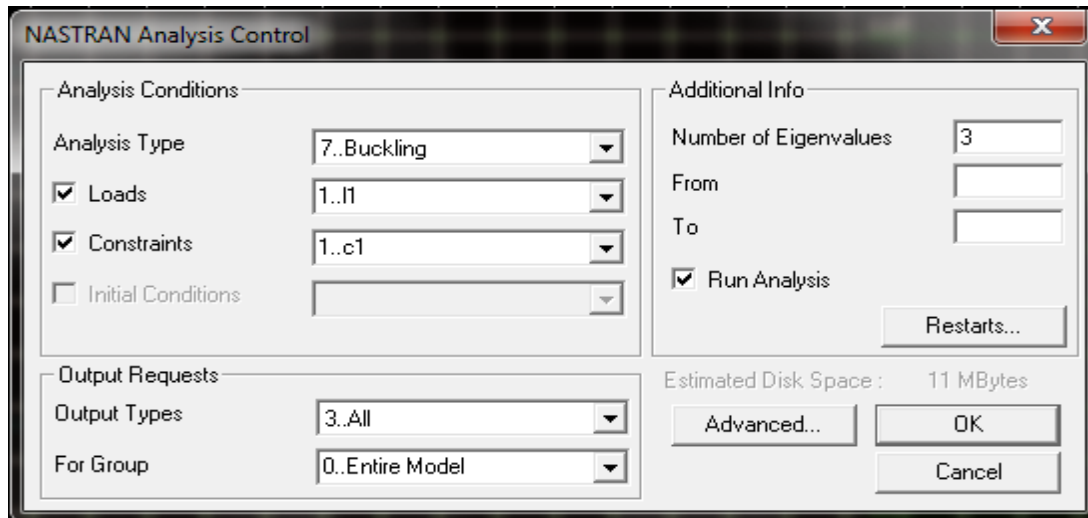 NASTRAN Analysis Control
Analysis Conditions
Analysis Type 7..Buckling
Loads 1..l1
Constraints 1..c1
Initial Conditions
Output Requests
Output Types 3..All
For Group 0..Entire Model
Additional Info
Number of Eigenvalues 3
From
To
Run Analysis
Restarts...
Estimated Disk Space : 11 MBytes
Advanced... OK
Cancel